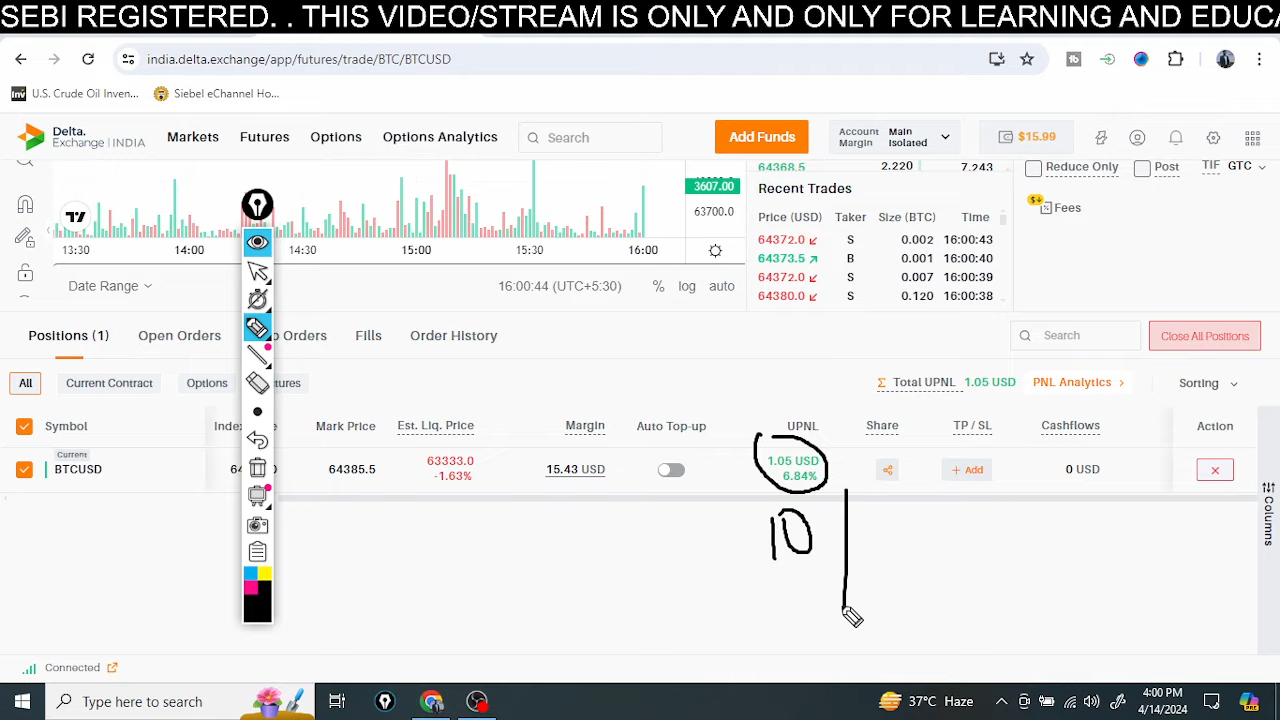 SEBI REGISTERED. . THIS VIDEO/STREAM IS ONLY AND ONLY FOR LEARNING AND EDUCA
india.delta.exchange/app/futures/trade/BTC/BTCUSD
U.S. Crude Oil Inven...
Siebel eChannel Ho...
Delta.
Exchange INDIA
Markets
Futures
Options
Options Analytics
Search
Add Funds
Account Margin
Main Isolated
$15.99
64368.5 2.220 7.243
Reduce Only
Post
TIF GTC
3607.00
63700.0
Recent Trades
Fees
Price (USD) Taker Size (BTC) Time
64372.0 S 0.002 16:00:43
64373.5 B 0.001 16:00:40
64372.0 S 0.007 16:00:39
64380.0 S 0.120 16:00:38
13:30 14:00 14:30 15:00 15:30 16:00
Date Range
16:00:44 (UTC+5:30) % log auto
Positions (1)
Open Orders
Orders
Fills
Order History
Search
Close All Positions
All
Current Contract
Options
Σ Total UPNL 1.05 USD
PNL Analytics
Sorting
Symbol
Mark Price
Est. Liq. Price
Margin
Auto Top-up
UPNL
Share
TP / SL
Cashflows
Action
Current
BTCUSD
64385.5
63333.0
-1.63%
15.43 USD
1.05 USD
6.84%
+ Add
0 USD
10
Columns
Connected
Type here to search
37°C Haze
4:00 PM
4/14/2024